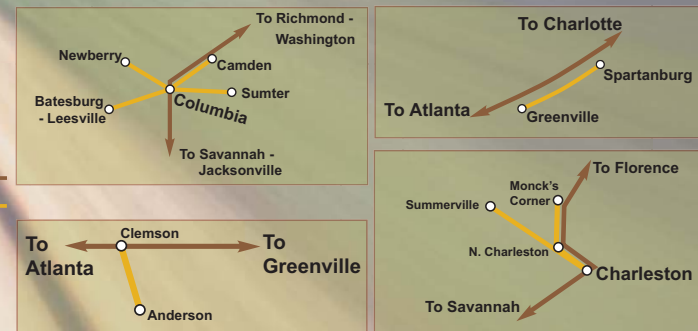 To Richmond -
Washington
Newberry
Camden
Sumter
Batesburg
- Leesville
Columbia
To Savannah -
Jacksonville
To Charlotte
Spartanburg
To Atlanta
Greenville
Clemson
To
Atlanta
To
Greenville
Anderson
To Florence
Monck's
Corner
Summerville
N. Charleston
Charleston
To Savannah